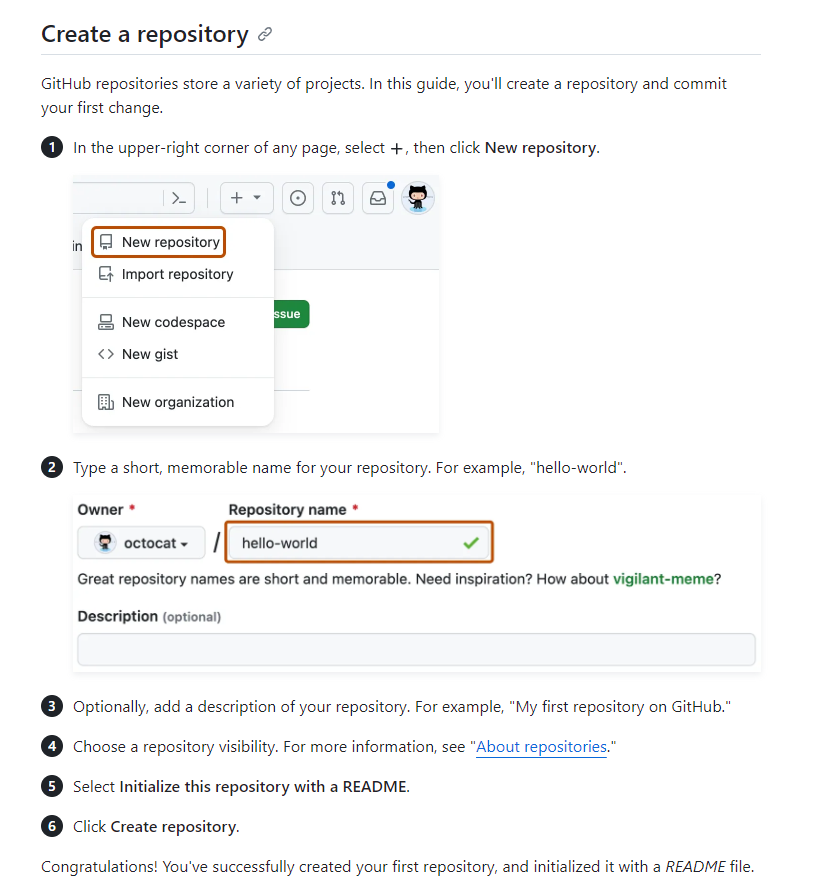 Create a repository
GitHub repositories store a variety of projects. In this guide, you'll create a repository and commit
your first change.
1 In the upper-right corner of any page, select +, then click New repository.
in
New repository
Import repository
ssue
New codespace
New gist
New organization
2 Type a short, memorable name for your repository. For example, "hello-world".
Owner * Repository name *
octocat / hello-world
Great repository names are short and memorable. Need inspiration? How about vigilant-meme?
Description (optional)
3 Optionally, add a description of your repository. For example, "My first repository on GitHub."
4 Choose a repository visibility. For more information, see "About repositories."
5 Select Initialize this repository with a README.
6 Click Create repository.
Congratulations! You've successfully created your first repository, and initialized it with a README file.